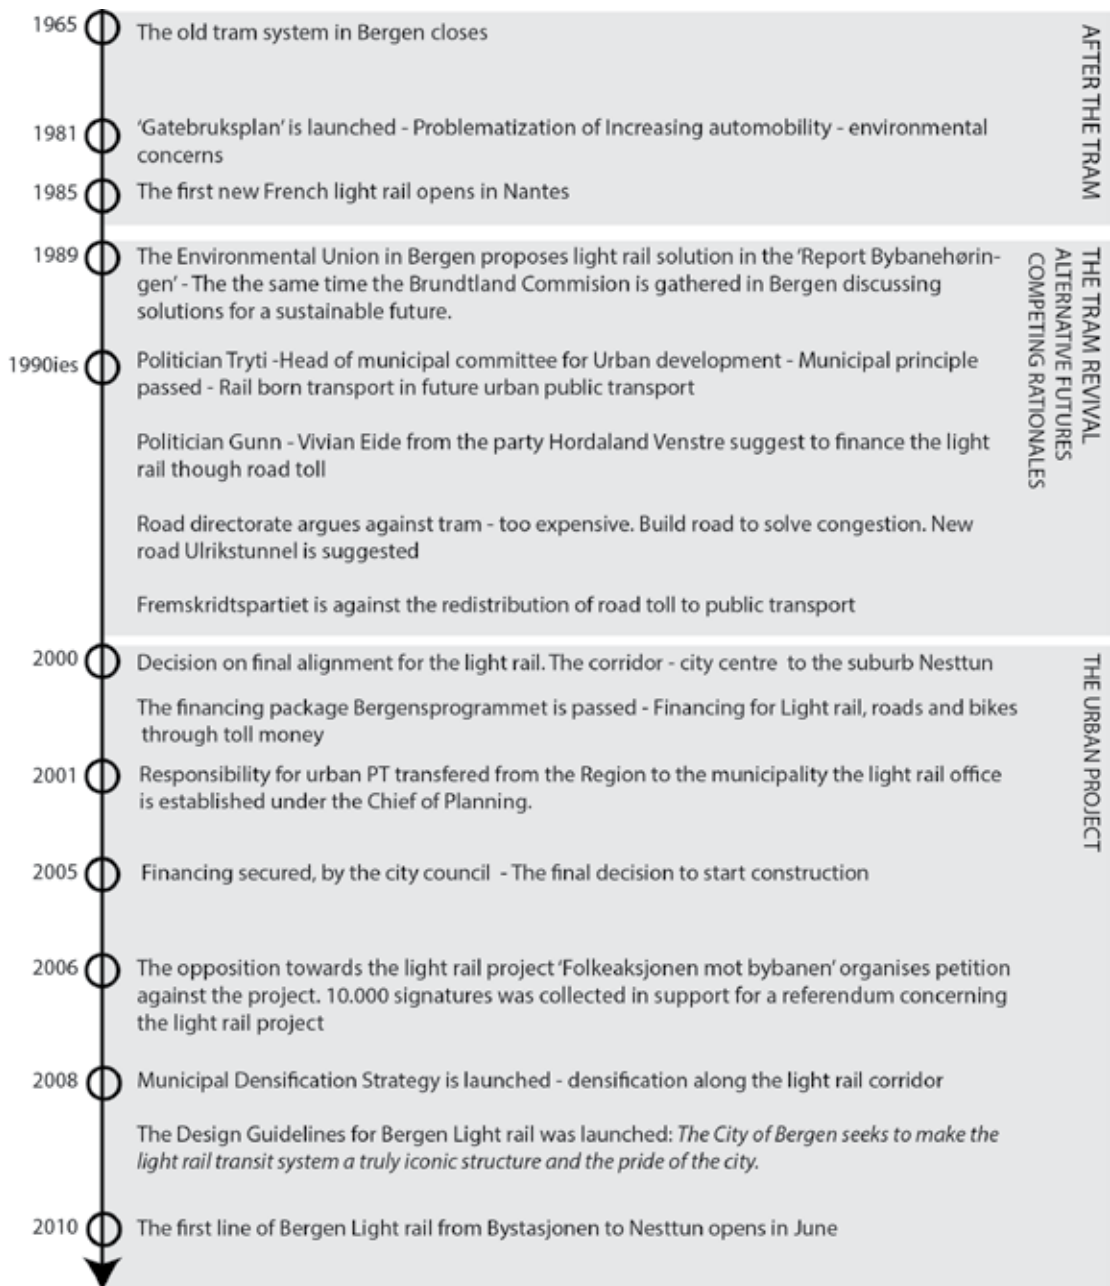 1965
The old tram system in Bergen closes
1981
'Gatebruksplan' is launched - Problematization of Increasing automobility - environmental
concerns
1985
The first new French light rail opens in Nantes
AFTER THE TRAM
1989
The Environmental Union in Bergen proposes light rail solution in the 'Report Bybanehørin-
gen' - The the same time the Brundtland Commision is gathered in Bergen discussing
solutions for a sustainable future.
1990ies
Politician Tryti -Head of municipal committee for Urban development - Municipal principle
passed - Rail born transport in future urban public transport
Politician Gunn - Vivian Eide from the party Hordaland Venstre suggest to finance the light
rail though road toll
Road directorate argues against tram - too expensive. Build road to solve congestion. New
road Ulrikstunnel is suggested
Fremskridtspartiet is against the redistribution of road toll to public transport
THE TRAM REVIVAL
ALTERNATIVE FUTURES
COMPETING RATIONALES
2000
Decision on final alignment for the light rail. The corridor - city centre to the suburb Nesttun
The financing package Bergensprogrammet is passed - Financing for Light rail, roads and bikes
through toll money
2001
Responsibility for urban PT transfered from the Region to the municipality the light rail office
is established under the Chief of Planning.
2005
Financing secured, by the city council - The final decision to start construction
2006
The opposition towards the light rail project 'Folkeaksjonen mot bybanen' organises petition
against the project. 10.000 signatures was collected in support for a referendum concerning
the light rail project
2008
Municipal Densification Strategy is launched - densification along the light rail corridor
The Design Guidelines for Bergen Light rail was launched: The City of Bergen seeks to make the
light rail transit system a truly iconic structure and the pride of the city.
2010
The first line of Bergen Light rail from Bystasjonen to Nesttun opens in June
THE URBAN PROJECT